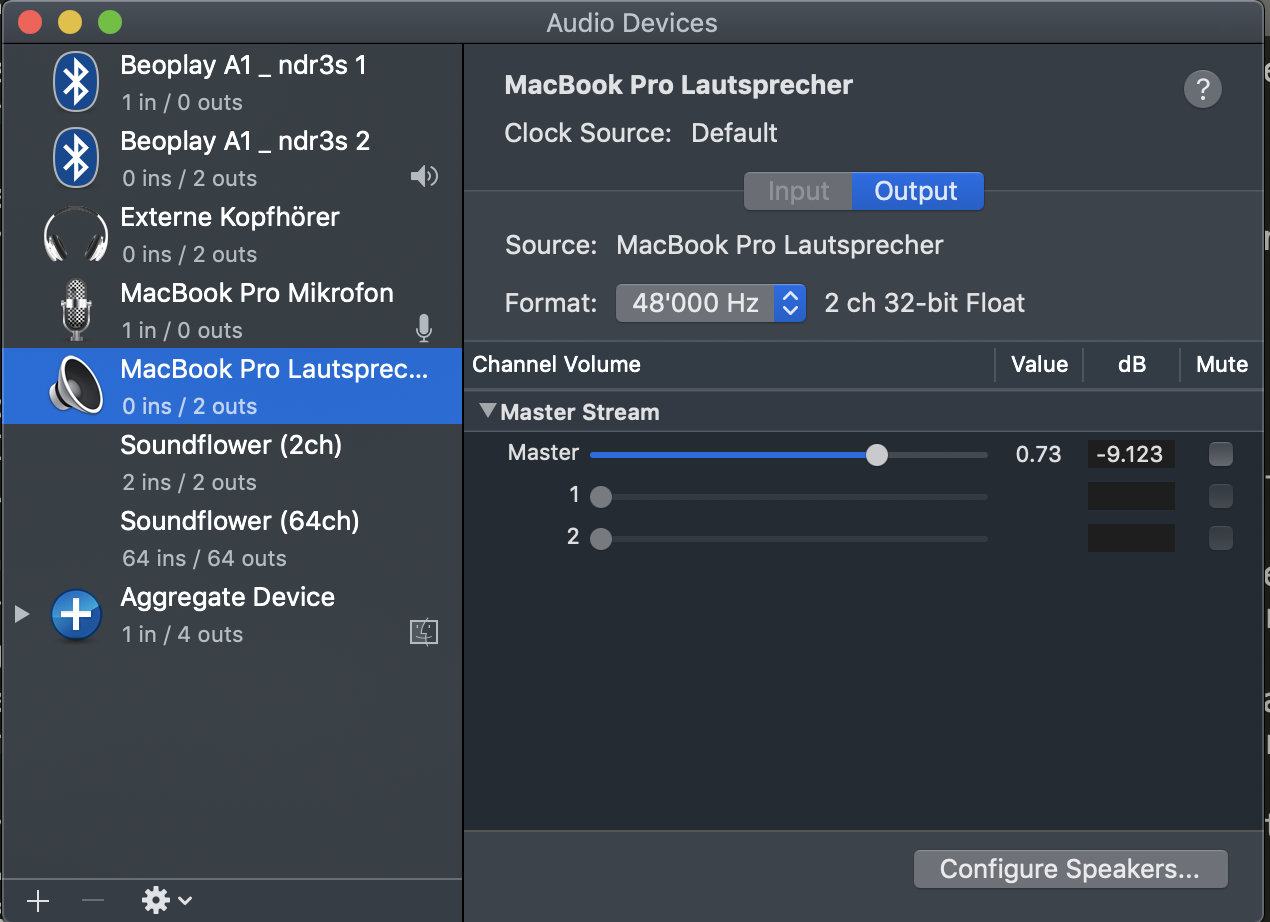 Audio Devices
Beoplay A1 _ ndr3s 1
1 in / 0 outs
Beoplay A1 _ ndr3s 2
0 ins / 2 outs
Externe Kopfhörer
0 ins / 2 outs
MacBook Pro Mikrofon
1 in / 0 outs
MacBook Pro Lautsprec...
0 ins / 2 outs
Soundflower (2ch)
2 ins / 2 outs
Soundflower (64ch)
64 ins / 64 outs
Aggregate Device
1 in / 4 outs
MacBook Pro Lautsprecher
?
Clock Source: Default
Input Output
Source: MacBook Pro Lautsprecher
Format: 48'000 Hz 2 ch 32-bit Float
Channel Volume Value dB Mute
Master Stream
Master 0.73 -9.123
1
2
Configure Speakers...